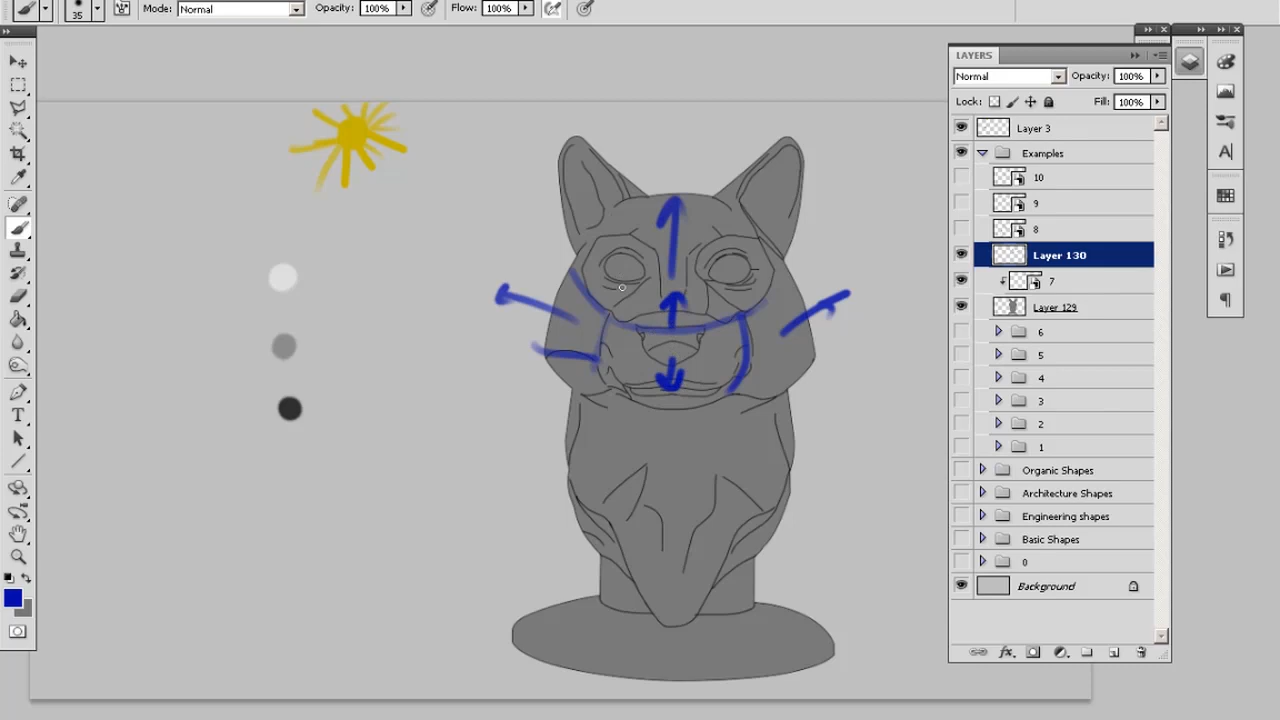 35 Mode: Normal Opacity: 100% Flow: 100%
LAYERS
Normal Opacity: 100%
Lock: Fill: 100%
Layer 3
Examples
10
9
8
Layer 130
7
Layer 129
6
5
4
3
2
1
Organic Shapes
Architecture Shapes
Engineering shapes
Basic Shapes
0
Background